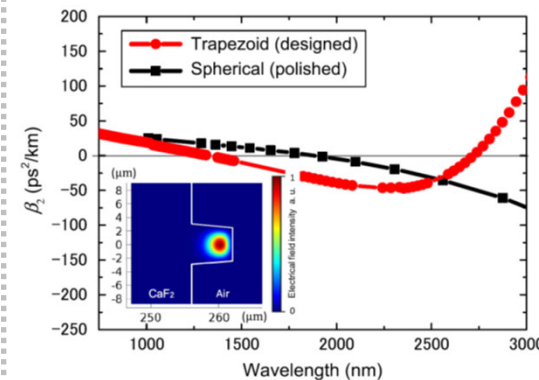 200
150
100
50
0
-50
-100
-150
-200
-250
β₂ (ps²/km)
Trapezoid (designed)
Spherical (polished)
(μm)
8
6
4
2
0
-2
-4
-6
-8
CaF₂ Air
250 260 (μm)
1
0
Electrical field intensity a. u.
1000 1500 2000 2500 3000
Wavelength (nm)